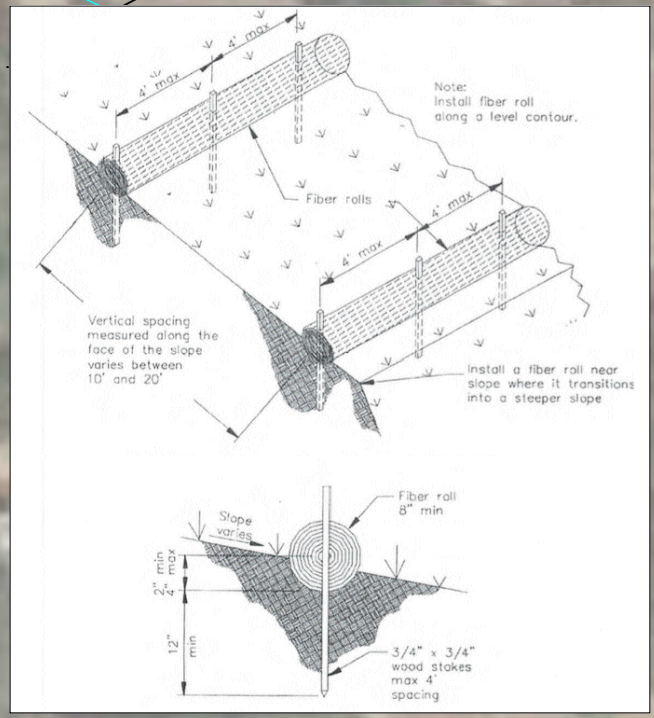 4' max
4' max
Note:
Install fiber roll
along a level contour.
Fiber rolls
4' max
4' max
Vertical spacing
measured along the
face of the slope
varies between
10' and 20'
Install a fiber roll near
slope where it transitions
into a steeper slope
Fiber roll
8" min
Slope
varies
2" min
4" max
12"
min
3/4" x 3/4"
wood stakes
max 4'
spacing